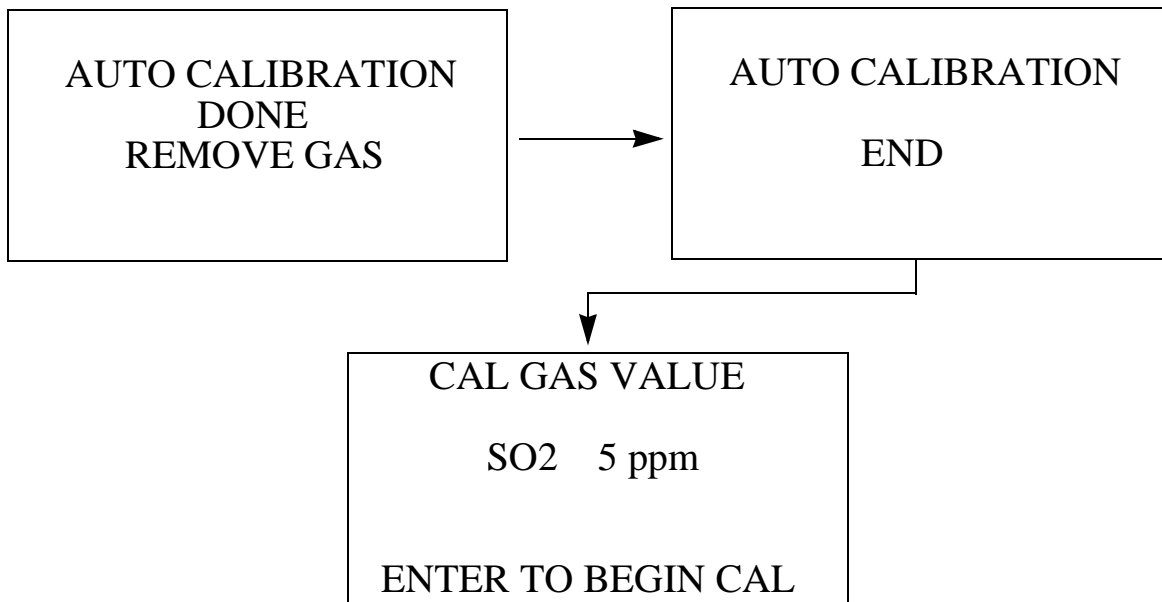 AUTO CALIBRATION
DONE
REMOVE GAS
AUTO CALIBRATION
END
CAL GAS VALUE
SO2 5 ppm
ENTER TO BEGIN CAL